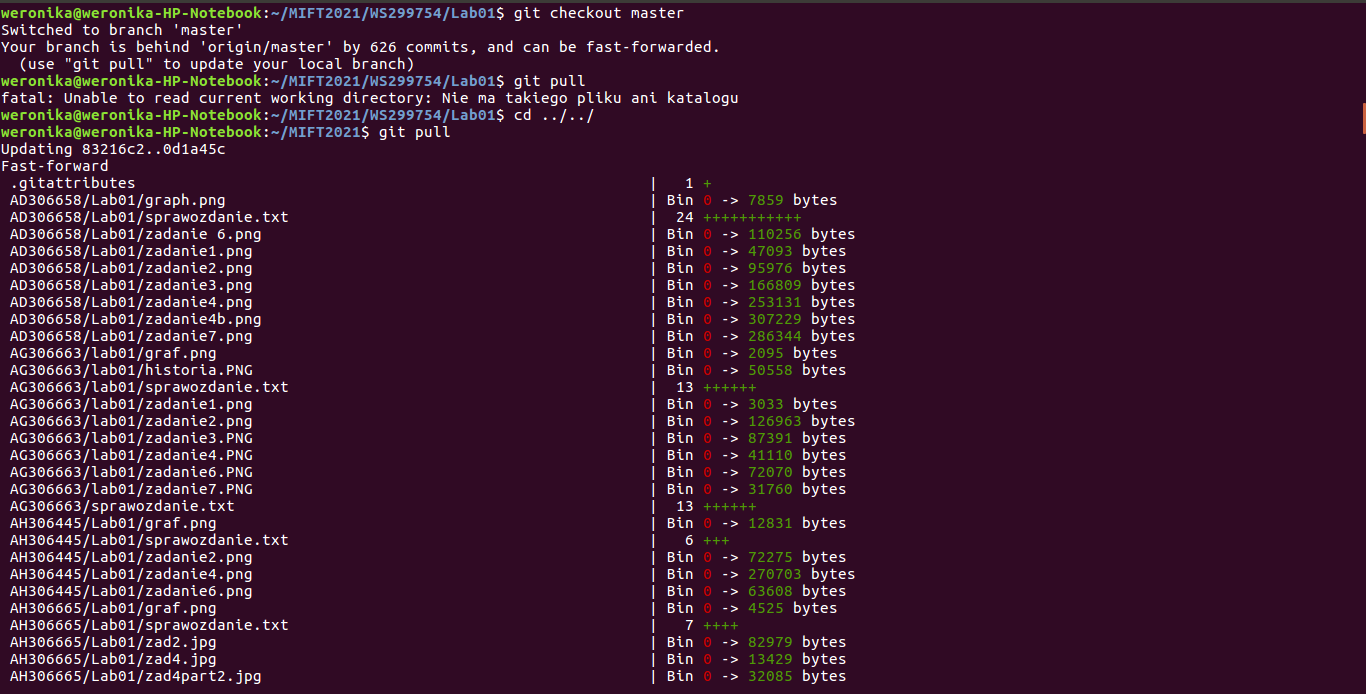 weronika@weronika-HP-Notebook:~/MIFT2021/WS299754/Lab01$ git checkout master
Switched to branch 'master'
Your branch is behind 'origin/master' by 626 commits, and can be fast-forwarded.
  (use "git pull" to update your local branch)
weronika@weronika-HP-Notebook:~/MIFT2021/WS299754/Lab01$ git pull
fatal: Unable to read current working directory: Nie ma takiego pliku ani katalogu
weronika@weronika-HP-Notebook:~/MIFT2021/WS299754/Lab01$ cd ../../
weronika@weronika-HP-Notebook:~/MIFT2021$ git pull
Updating 83216c2..0d1a45c
Fast-forward
 .gitattributes | 1 +
 AD306658/Lab01/graph.png | Bin 0 -> 7859 bytes
 AD306658/Lab01/sprawozdanie.txt | 24 +++++++++++
 AD306658/Lab01/zadanie 6.png | Bin 0 -> 110256 bytes
 AD306658/Lab01/zadanie1.png | Bin 0 -> 47093 bytes
 AD306658/Lab01/zadanie2.png | Bin 0 -> 95976 bytes
 AD306658/Lab01/zadanie3.png | Bin 0 -> 166809 bytes
 AD306658/Lab01/zadanie4.png | Bin 0 -> 253131 bytes
 AD306658/Lab01/zadanie4b.png | Bin 0 -> 307229 bytes
 AD306658/Lab01/zadanie7.png | Bin 0 -> 286344 bytes
 AG306663/lab01/graf.png | Bin 0 -> 2095 bytes
 AG306663/lab01/historia.PNG | Bin 0 -> 50558 bytes
 AG306663/lab01/sprawozdanie.txt | 13 ++++++
 AG306663/lab01/zadanie1.png | Bin 0 -> 3033 bytes
 AG306663/lab01/zadanie2.png | Bin 0 -> 126963 bytes
 AG306663/lab01/zadanie3.PNG | Bin 0 -> 87391 bytes
 AG306663/lab01/zadanie4.PNG | Bin 0 -> 41110 bytes
 AG306663/lab01/zadanie6.PNG | Bin 0 -> 72070 bytes
 AG306663/lab01/zadanie7.PNG | Bin 0 -> 31760 bytes
 AG306663/sprawozdanie.txt | 13 ++++++
 AH306445/Lab01/graf.png | Bin 0 -> 12831 bytes
 AH306445/Lab01/sprawozdanie.txt | 6 +++
 AH306445/Lab01/zadanie2.png | Bin 0 -> 72275 bytes
 AH306445/Lab01/zadanie4.png | Bin 0 -> 270703 bytes
 AH306445/Lab01/zadanie6.png | Bin 0 -> 63608 bytes
 AH306665/Lab01/graf.png | Bin 0 -> 4525 bytes
 AH306665/Lab01/sprawozdanie.txt | 7 ++++
 AH306665/Lab01/zad2.jpg | Bin 0 -> 82979 bytes
 AH306665/Lab01/zad4.jpg | Bin 0 -> 13429 bytes
 AH306665/Lab01/zad4part2.jpg | Bin 0 -> 32085 bytes